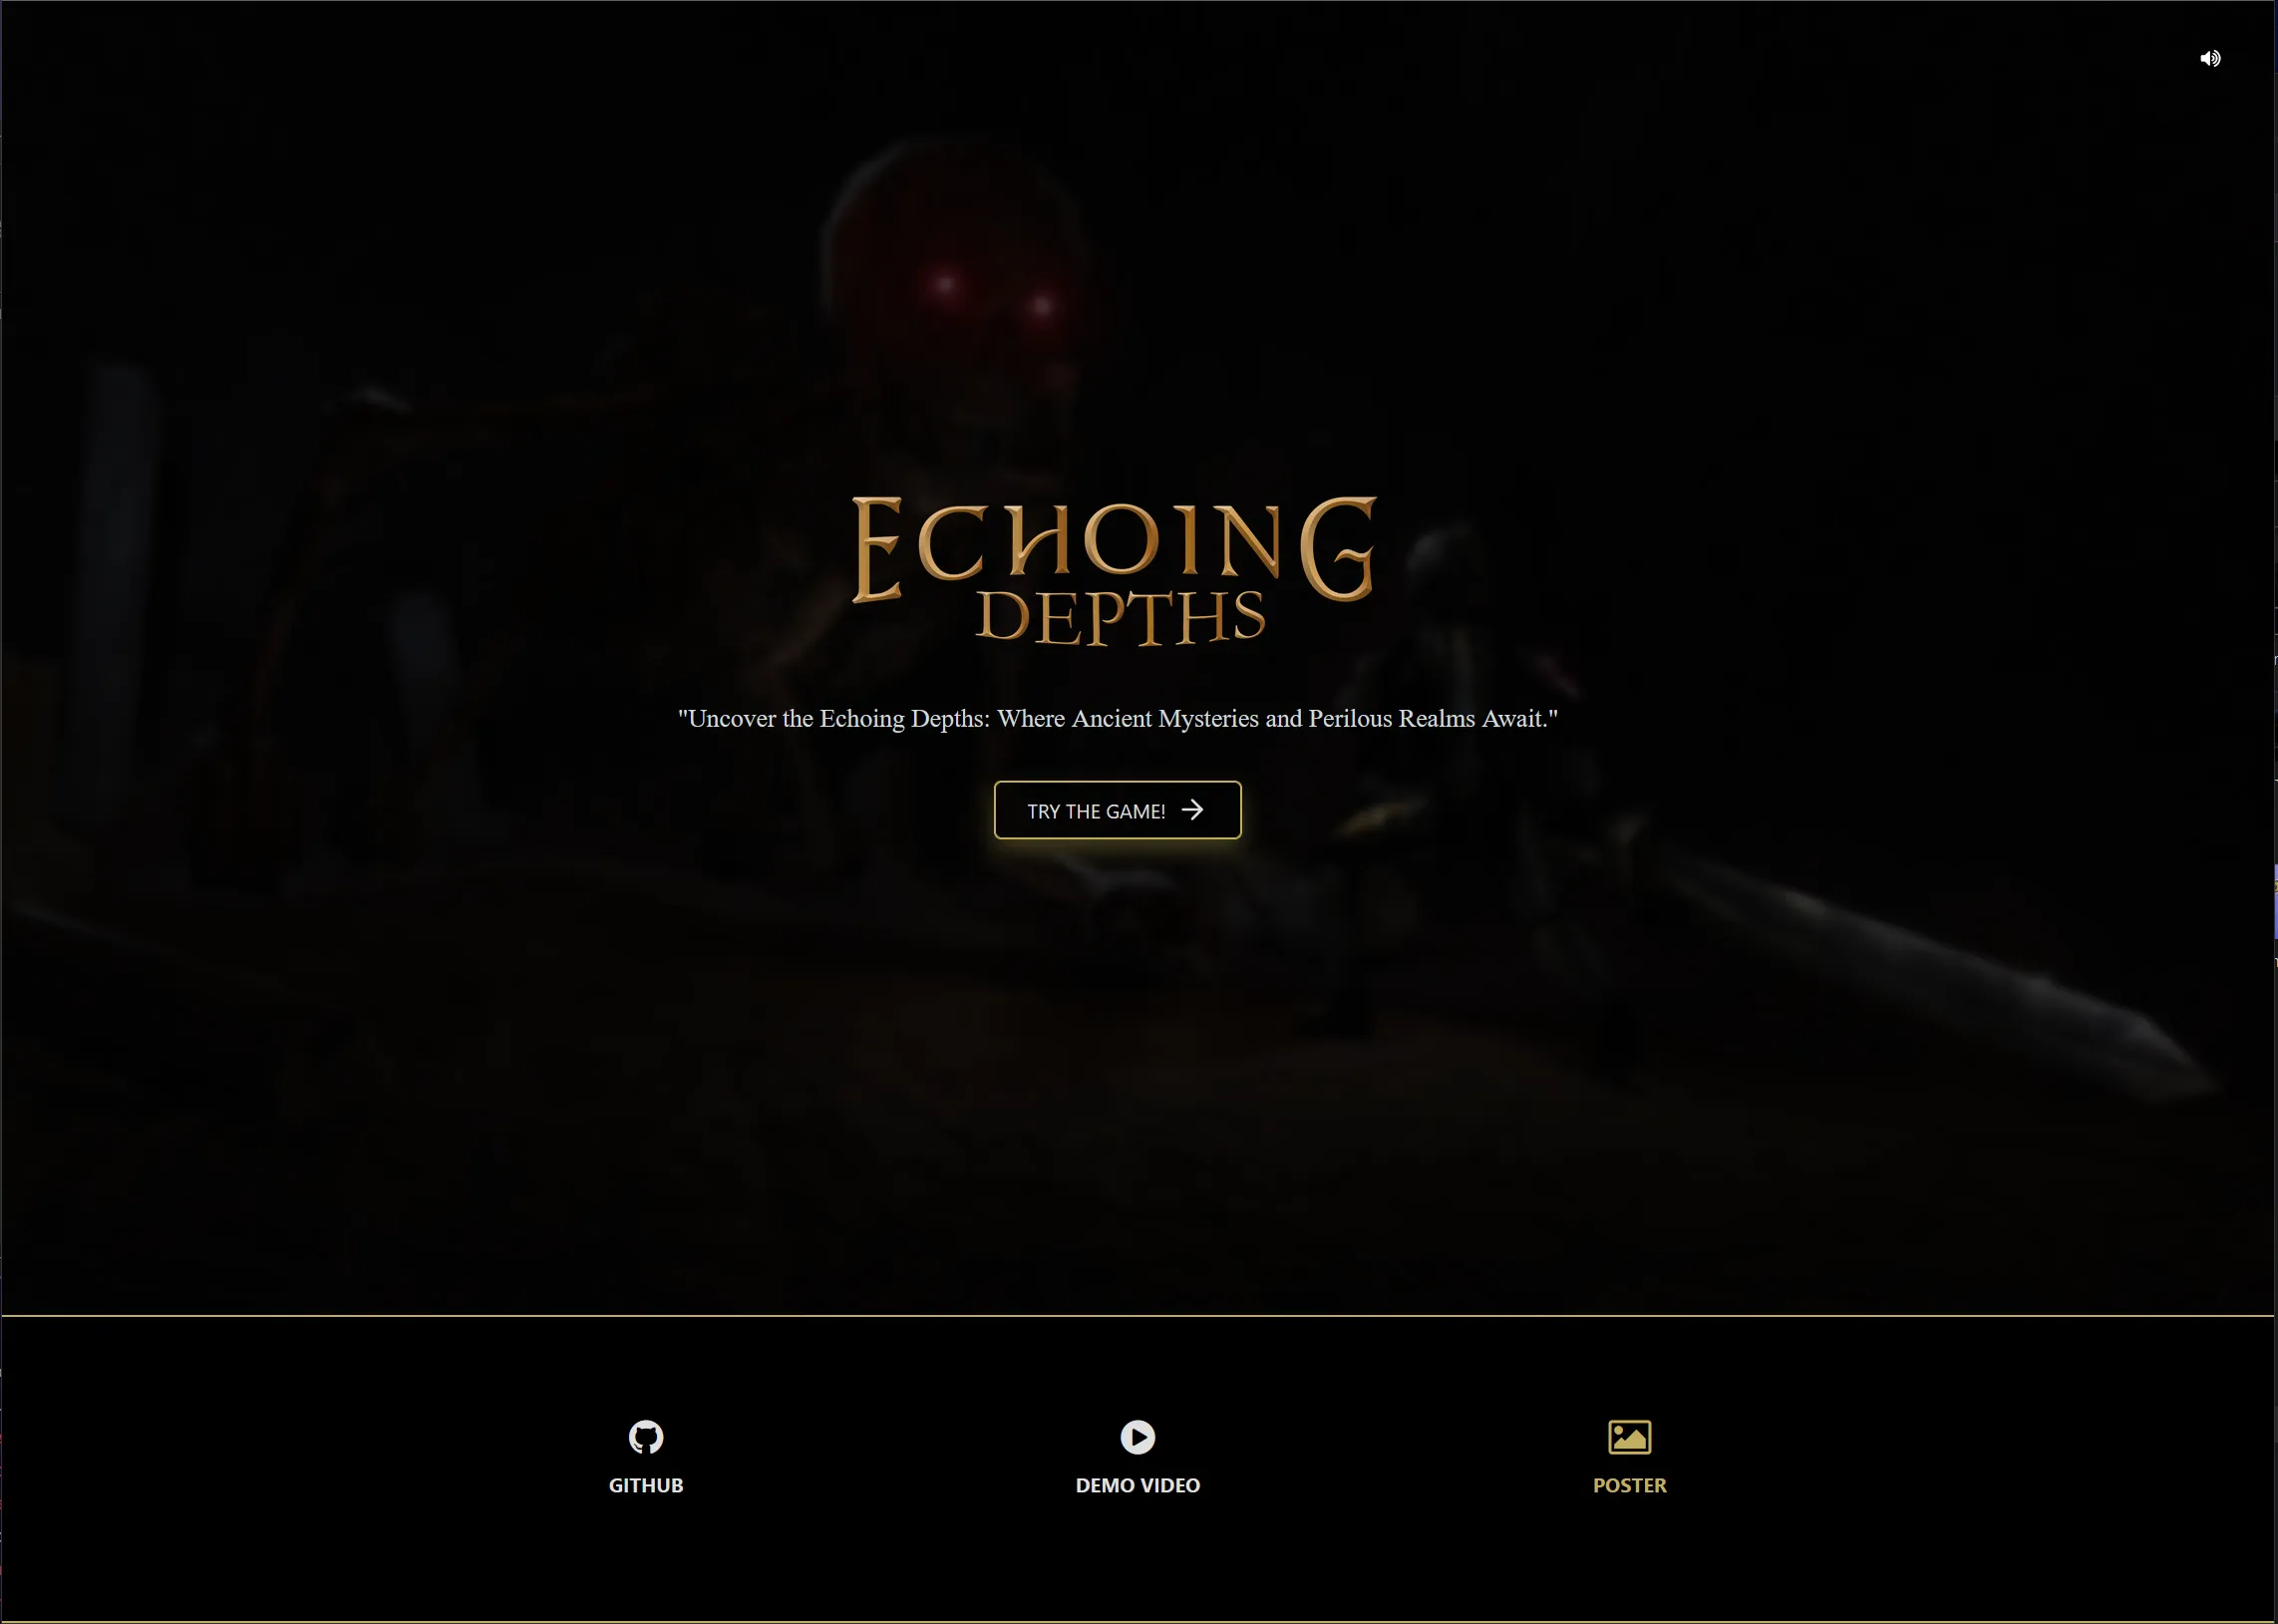 ECHOING
DEPTHS
"Uncover the Echoing Depths: Where Ancient Mysteries and Perilous Realms Await."
TRY THE GAME!
GITHUB
DEMO VIDEO
POSTER